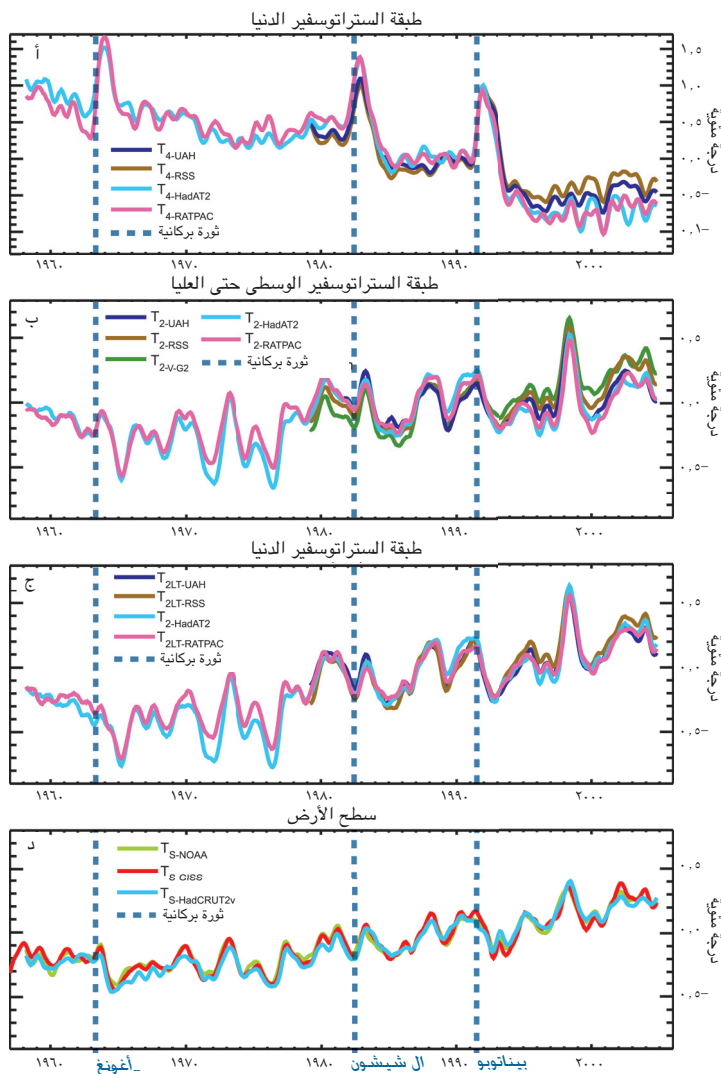 طبقة الستراتوسفير الدنيا
أ
١,٥
١,٠
٠,٥
٠,٠
٠,٥–
٠,١–
درجة مئوية
T4-UAH
T4-RSS
T4-HadAT2
T4-RATPAC
ثورة بركانية
١٩٦٠ ١٩٧٠ ١٩٨٠ ١٩٩٠ ٢٠٠٠
طبقة الستراتوسفير الوسطى حتى العليا
ب
٠,٥
٠,٠
٠,٥–
درجة مئوية
T2-UAH T2-HadAT2
T2-RSS T2-RATPAC
T2-V-G2 ثورة بركانية
١٩٦٠ ١٩٧٠ ١٩٨٠ ١٩٩٠ ٢٠٠٠
طبقة الستراتوسفير الدنيا
ج
٠,٥
٠,٠
٠,٥–
درجة مئوية
T2LT-UAH
T2LT-RSS
T2-HadAT2
T2LT-RATPAC
ثورة بركانية
١٩٦٠ ١٩٧٠ ١٩٨٠ ١٩٩٠ ٢٠٠٠
سطح الأرض
د
٠,٥
٠,٠
٠,٥–
درجة مئوية
TS-NOAA
TS-GISS
TS-HadCRUT2v
ثورة بركانية
١٩٦٠ ١٩٧٠ ١٩٨٠ ١٩٩٠ ٢٠٠٠
أغونغ ال شيشون بيناتوبو